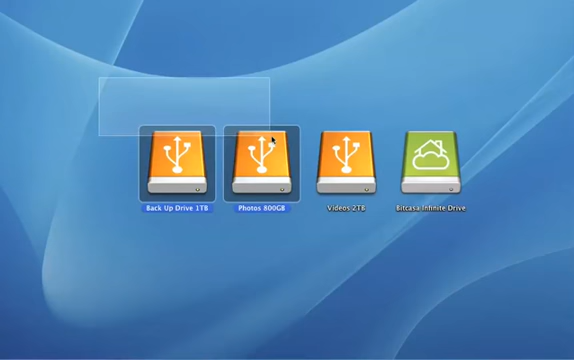 Back Up Drive 1TB
Photos 800GB
Videos 2TB
Bitcasa Infinite Drive